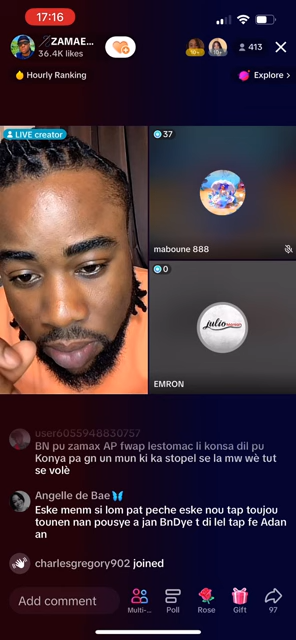 17:16
ZAMAE...
36.4K likes
10+
10+
413
Hourly Ranking
Explore >
LIVE creator
37
maboune 888
0
Julio
EMRON
user6055948830757
BN pu zamax AP fwap lestomac li konsa dil pu
Konya pa gn un mun ki ka stopel se la mw wè tut
se volè
Angelle de Bae
Eske menm si lom pat peche eske nou tap toujou
tounen nan pousye a jan BnDye t di lel tap fe Adan
an
charlesgregory902 joined
Add comment
Multi-...
Poll
Rose
Gift
97